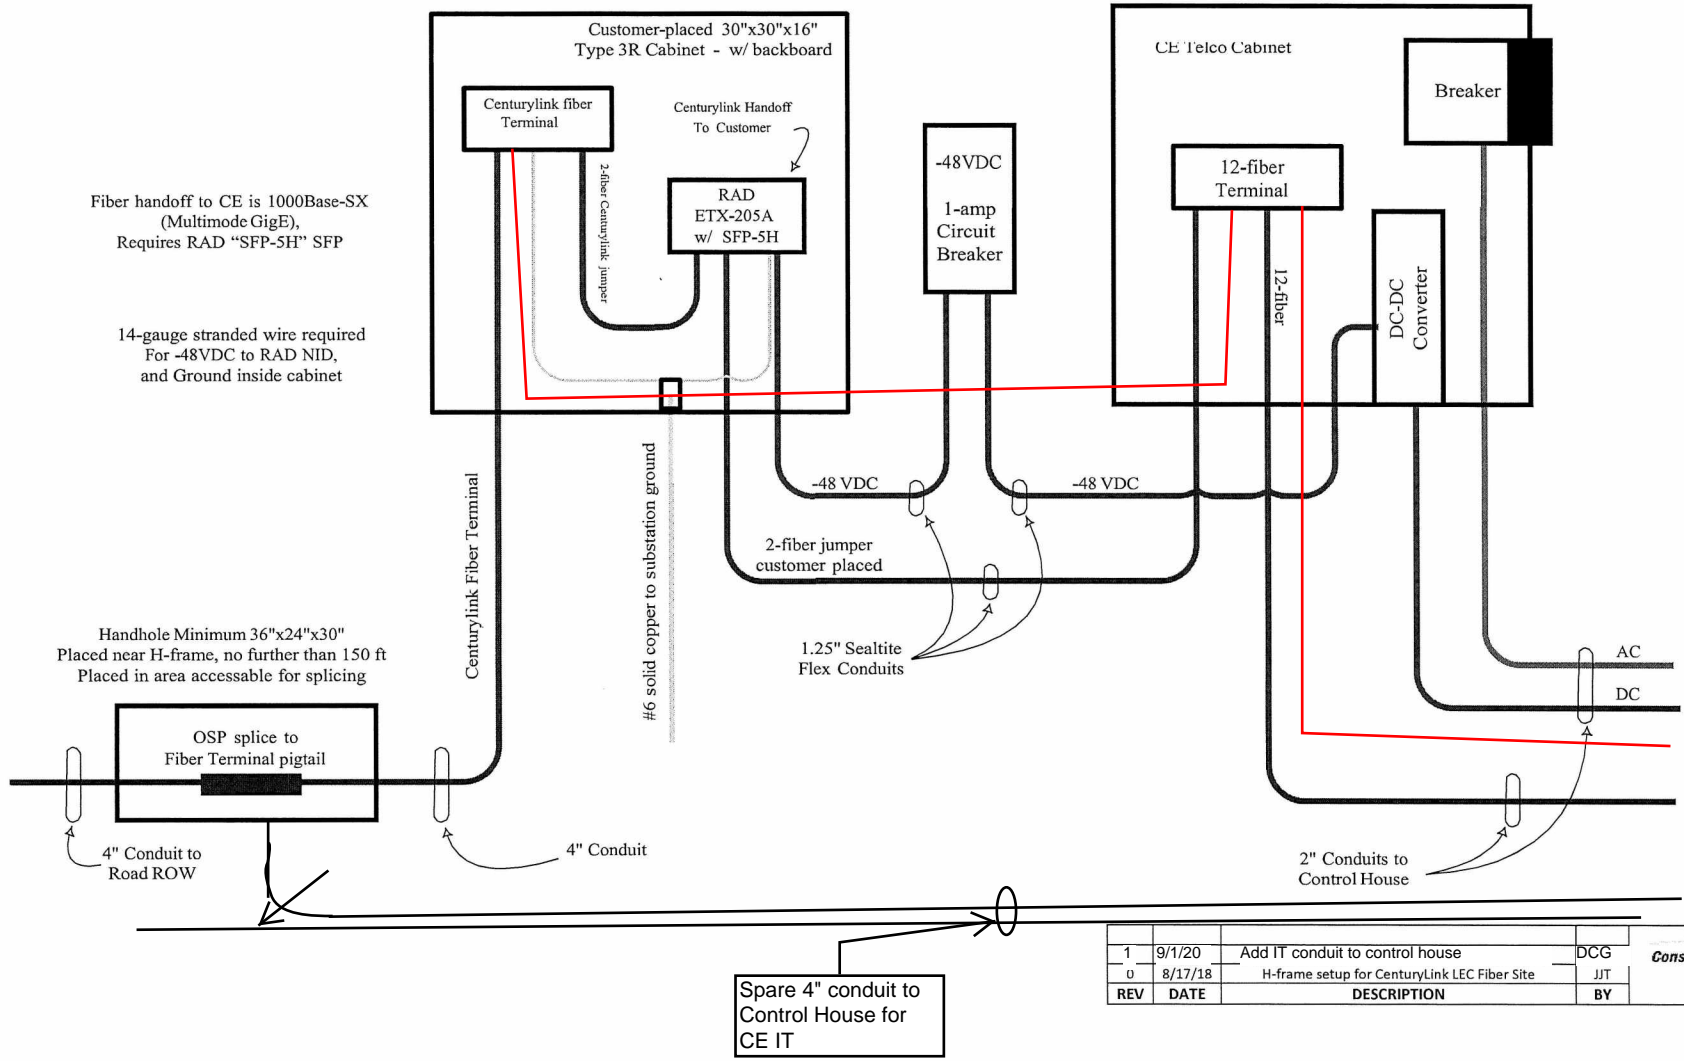 Customer-placed 30"x30"x16"
Type 3R Cabinet - w/ backboard
Centurylink fiber
Terminal
Centurylink Handoff
To Customer
2-fiber Centurylink jumper
RAD
ETX-205A
w/ SFP-5H
-48VDC
1-amp
Circuit
Breaker
CE Telco Cabinet
Breaker
12-fiber
Terminal
12-fiber
DC-DC
Converter
Fiber handoff to CE is 1000Base-SX
(Multimode GigE),
Requires RAD “SFP-5H” SFP
14-gauge stranded wire required
For -48VDC to RAD NID,
and Ground inside cabinet
Centurylink Fiber Terminal
#6 solid copper to substation ground
-48 VDC
-48 VDC
2-fiber jumper
customer placed
1.25" Sealtite
Flex Conduits
AC
DC
Handhole Minimum 36"x24"x30"
Placed near H-frame, no further than 150 ft
Placed in area accessable for splicing
OSP splice to
Fiber Terminal pigtail
4" Conduit to
Road ROW
4" Conduit
2" Conduits to
Control House
Spare 4" conduit to
Control House for
CE IT
1 9/1/20 Add IT conduit to control house DCG
0 8/17/18 H-frame setup for CenturyLink LEC Fiber Site JJT
REV DATE DESCRIPTION BY
Cons